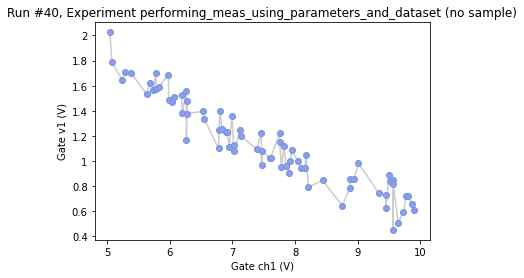 Run #40, Experiment performing_meas_using_parameters_and_dataset (no sample)
2
1.8
1.6
1.4
1.2
1
0.8
0.6
0.4
Gate v1 (V)
5 6 7 8 9 10
Gate ch1 (V)